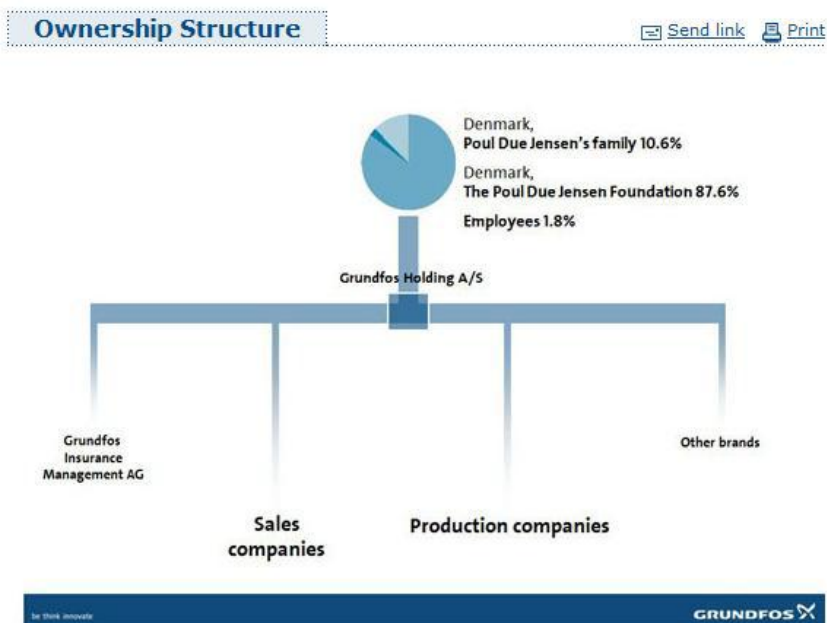 Ownership Structure
Send link
Print
Denmark,
Poul Due Jensen's family 10.6%
Denmark,
The Poul Due Jensen Foundation 87.6%
Employees 1.8%
Grundfos Holding A/S
Grundfos
Insurance
Management AG
Other brands
Sales
companies
Production companies
be think innovate
GRUNDFOS